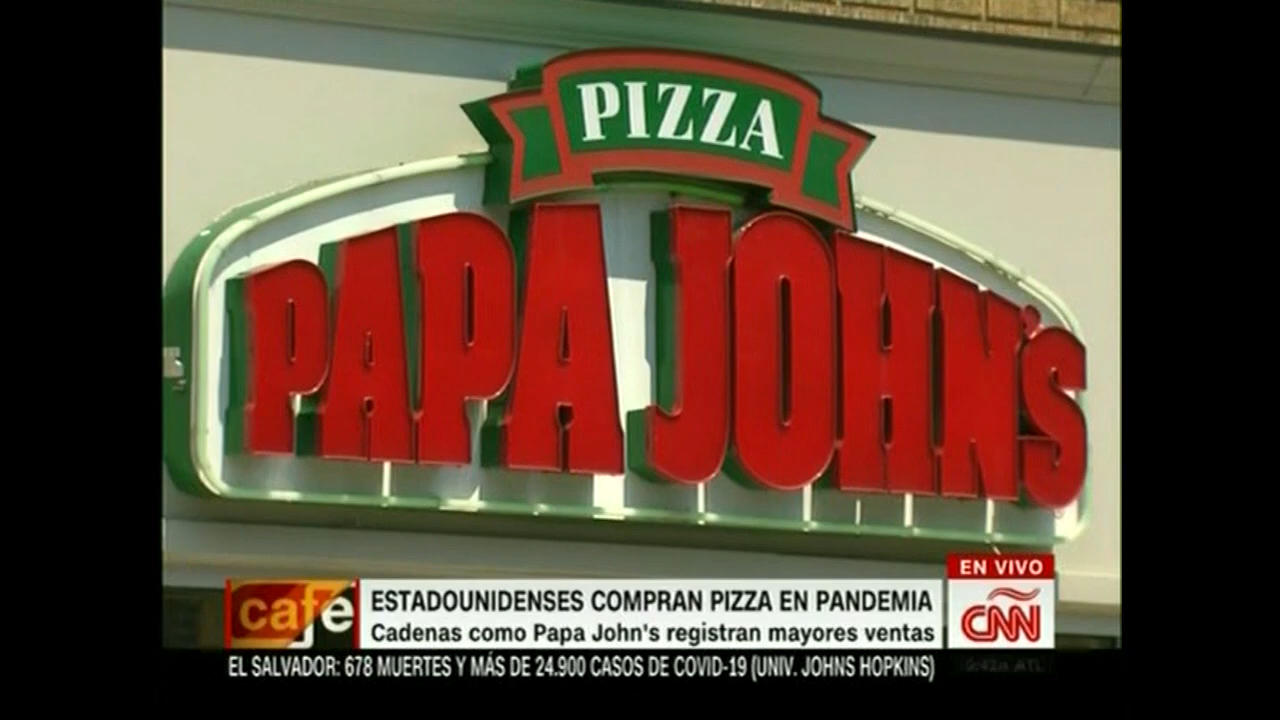 PIZZA
PAPA JOHN'S
EN VIVO
café
ESTADOUNIDENSES COMPRAN PIZZA EN PANDEMIA
Cadenas como Papa John's registran mayores ventas
CNN
EL SALVADOR: 678 MUERTES Y MÁS DE 24.900 CASOS DE COVID-19 (UNIV. JOHNS HOPKINS)